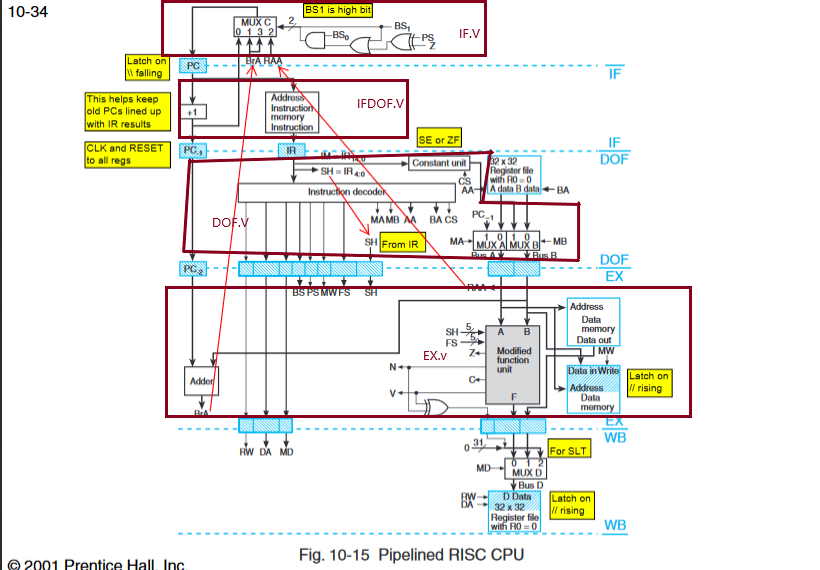 10-34
BS1 is high bit
MUX C
0 1 3 2
2
BS₁
BS₀
PS
Z
IF.V
Latch on
\\ falling
PC
BrA RAA
IF
This helps keep
old PCs lined up
with IR results
+1
Address
Instruction
memory
Instruction
IFDOF.V
CLK and RESET
to all regs
PC₋₁
IR
SE or ZF
IF
DOF
IM = IR
Constant unit
SH = IR 4:0
CS
32 x 32
Register file
with R0 = 0
A data B data
AA
BA
Instruction decoder
DOF.V
MA MB AA BA CS
PC₋₁
SH
From IR
MA
1 0 1 0
MUX A MUX B
MB
Bus A
Bus B
PC₋₂
DOF
EX
BS PS MW FS SH
RAA
Address
Data
memory
Data out
SH
5
FS
5
Z
A B
Modified
function
unit
F
EX.v
N
C
V
MW
Data in Write
Address
Data
memory
Latch on
// rising
Adder
BrA
EX
WB
RW DA MD
0
31
For SLT
MD
0 1 2
MUX D
Bus D
RW
DA
D Data
32 x 32
Register file
with R0 = 0
Latch on
// rising
WB
Fig. 10-15 Pipelined RISC CPU
© 2001 Prentice Hall, Inc.